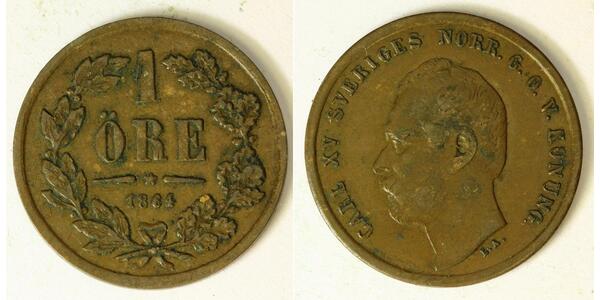 1
ÖRE
1864
CARL XV SVERIGES NORR. G. O. V. KONUNG.
L.A.